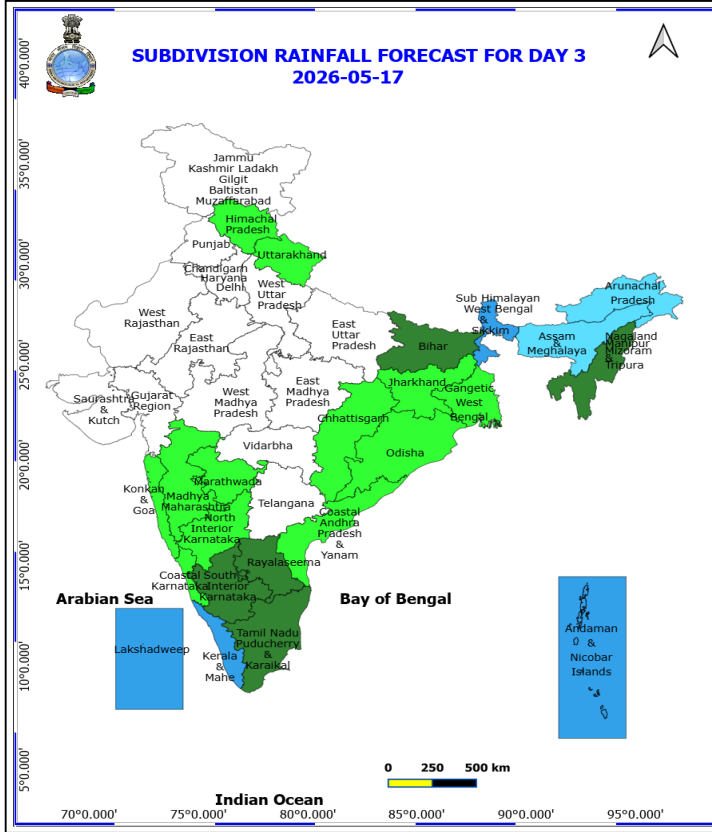 SUBDIVISION RAINFALL FORECAST FOR DAY 3
2026-05-17
40°0.000'
35°0.000'
30°0.000'
25°0.000'
20°0.000'
15°0.000'
10°0.000'
5°0.000'
Jammu
Kashmir Ladakh
Gilgit
Baltistan
Muzaffarabad
Himachal
Pradesh
Punjab
Uttarakhand
Chandigarh
Haryana
Delhi
West
Uttar
Pradesh
West
Rajasthan
East
Rajasthan
East
Uttar
Pradesh
Bihar
Sub Himalayan
West Bengal
&
Sikkim
Arunachal
Pradesh
Assam
&
Meghalaya
Nagaland
Manipur
Mizoram
&
Tripura
Saurashtra
&
Kutch
Gujarat
Region
West
Madhya
Pradesh
East
Madhya
Pradesh
Jharkhand
Gangetic
West
Bengal
Chhattisgarh
Odisha
Vidarbha
Konkan
&
Goa
Madhya
Maharashtra
Marathwada
Telangana
North
Interior
Karnataka
Coastal
Andhra
Pradesh
&
Yanam
Rayalaseema
Coastal
Karnataka
South
Interior
Karnataka
Tamil Nadu
Puducherry
&
Karaikal
Kerala
&
Mahe
Lakshadweep
Andaman
&
Nicobar
Islands
Arabian Sea
Bay of Bengal
Indian Ocean
0 250 500 km
70°0.000' 75°0.000' 80°0.000' 85°0.000' 90°0.000' 95°0.000'